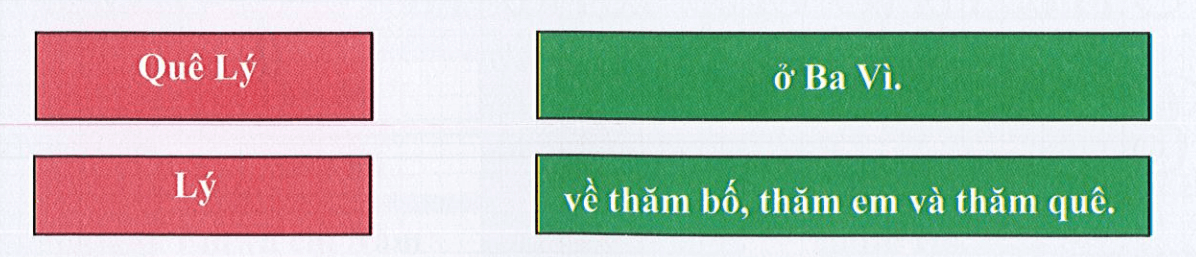 Quê Lý
ở Ba Vì.
Lý
về thăm bố, thăm em và thăm quê.